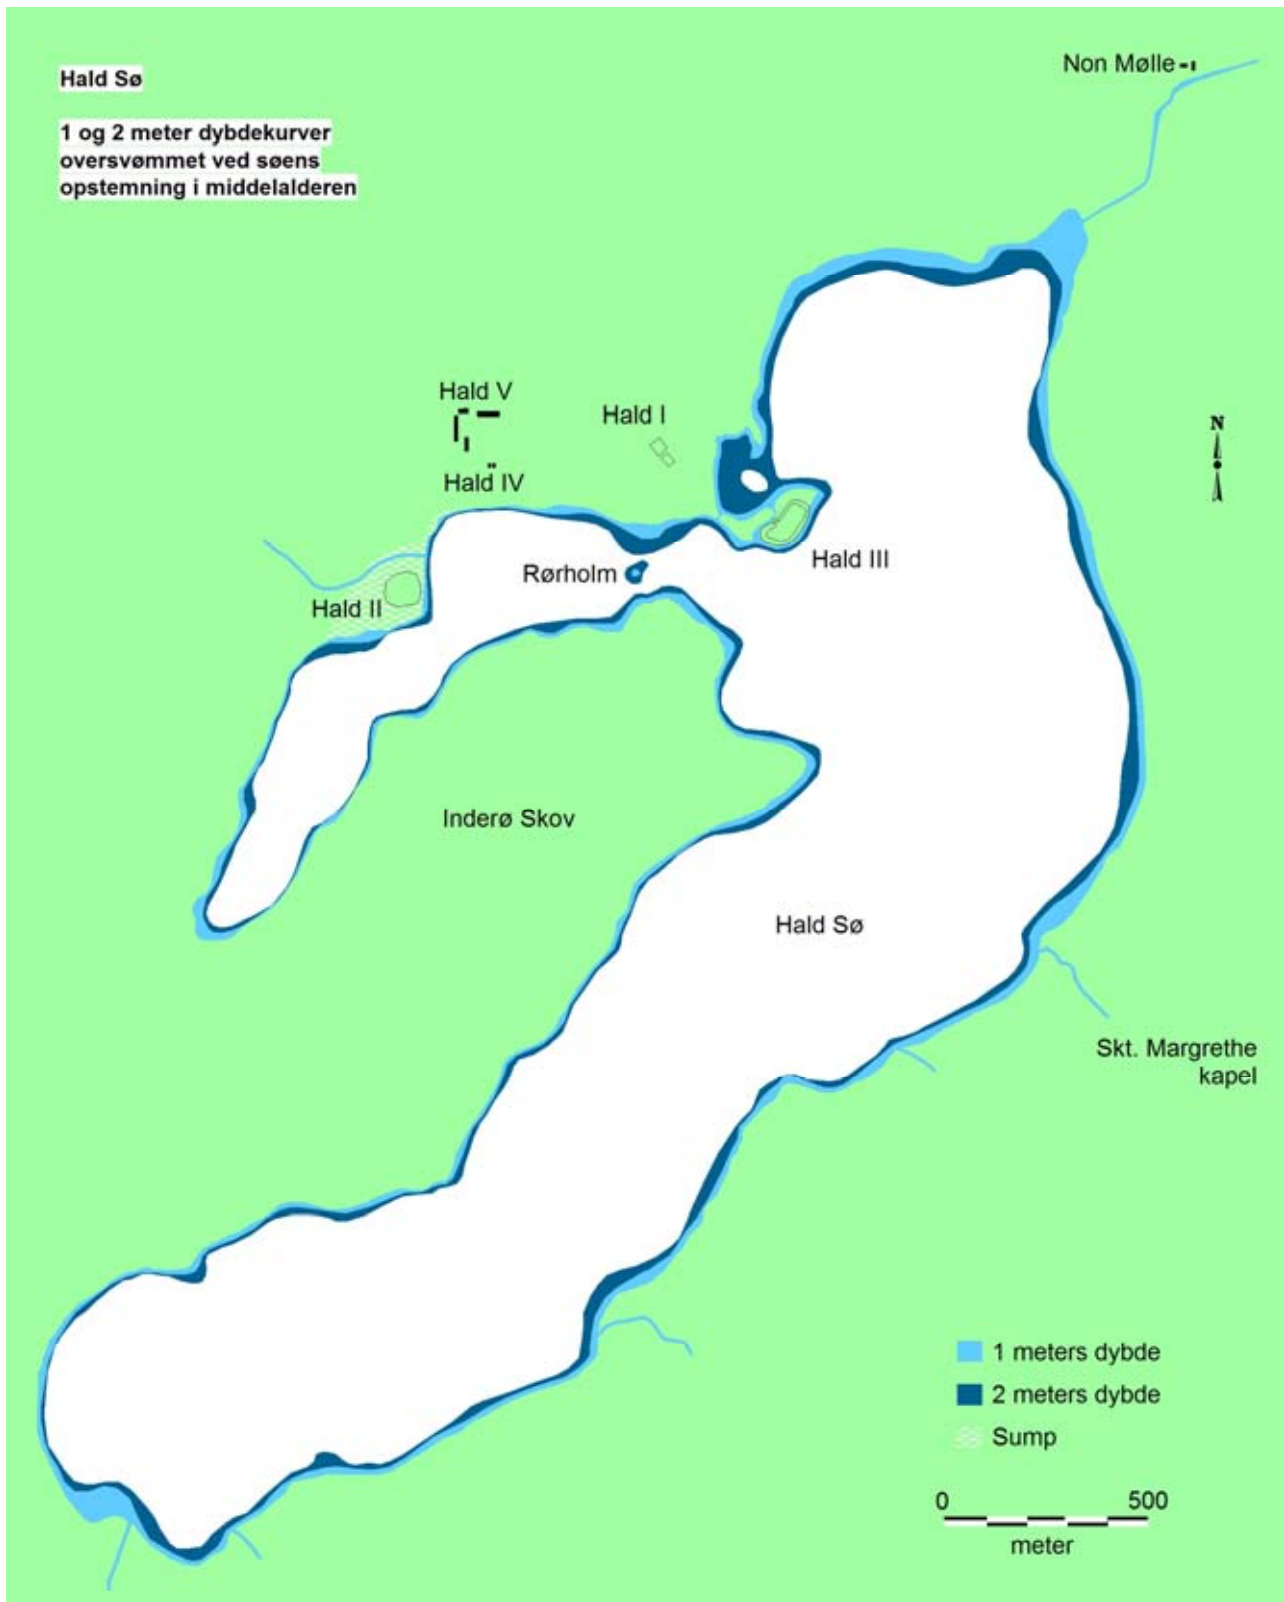 Hald Sø
1 og 2 meter dybdekurver
oversvømmet ved søens
opstemning i middelalderen
Non Mølle
Hald V
Hald I
N
Hald IV
Hald III
Rørholm
Hald II
Inderø Skov
Hald Sø
Skt. Margrethe
kapel
1 meters dybde
2 meters dybde
Sump
0 500
meter